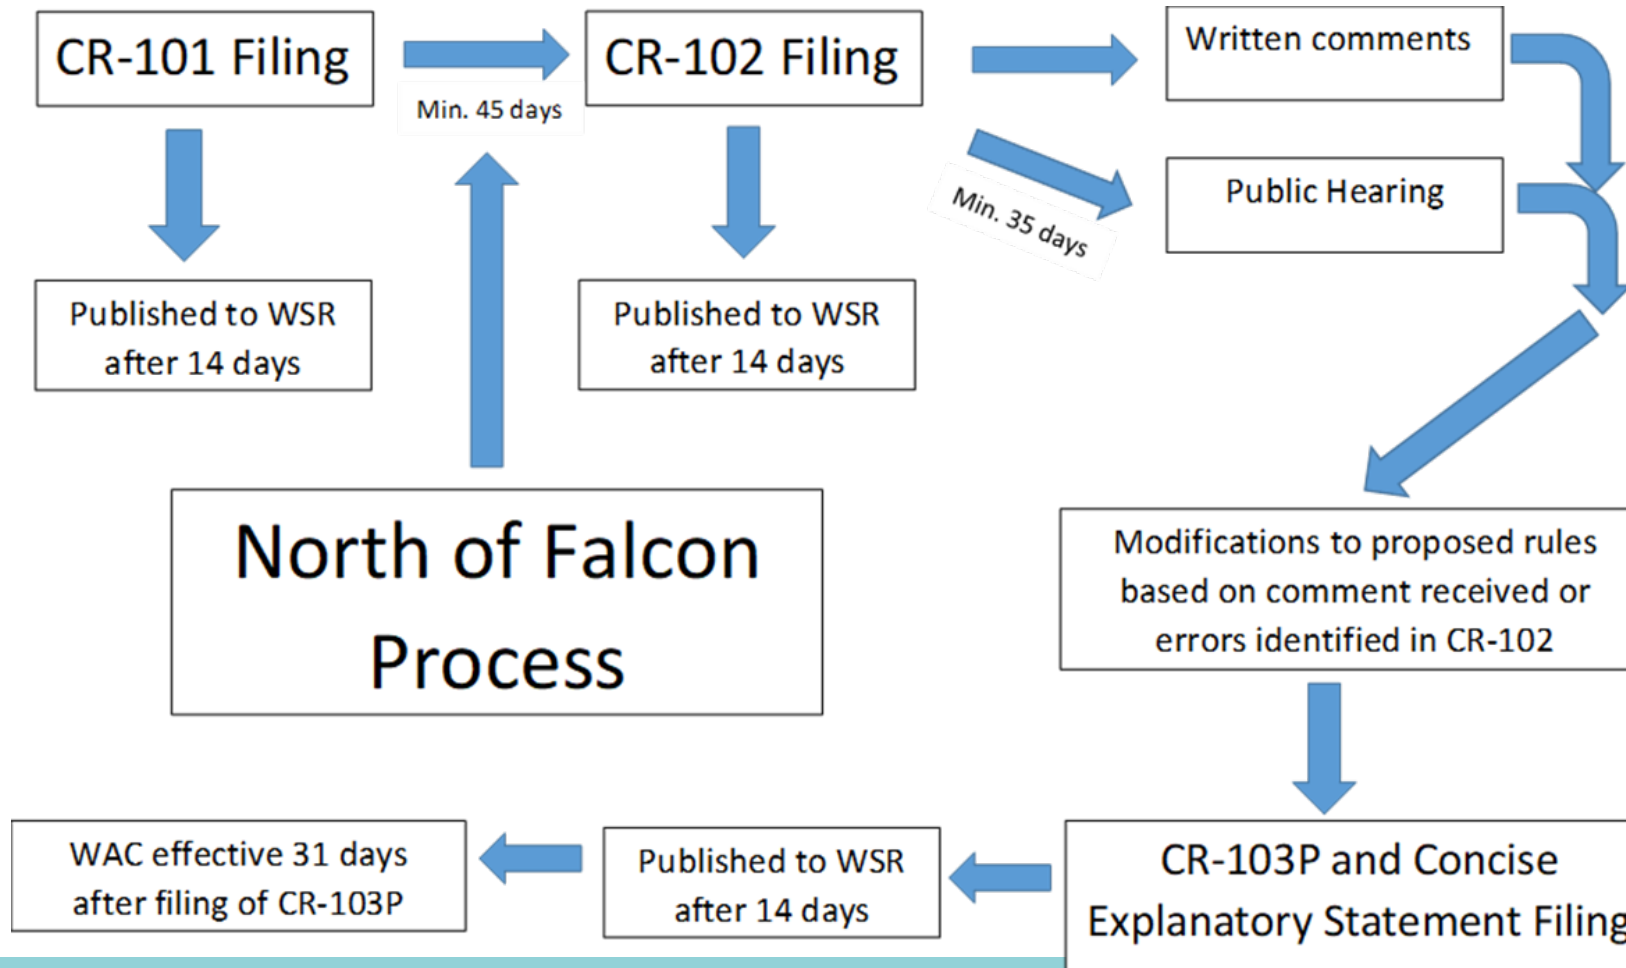 CR-101 Filing
Min. 45 days
CR-102 Filing
Written comments
Min. 35 days
Public Hearing
Published to WSR
after 14 days
Published to WSR
after 14 days
North of Falcon
Process
Modifications to proposed rules
based on comment received or
errors identified in CR-102
CR-103P and Concise
Explanatory Statement Filing
Published to WSR
after 14 days
WAC effective 31 days
after filing of CR-103P